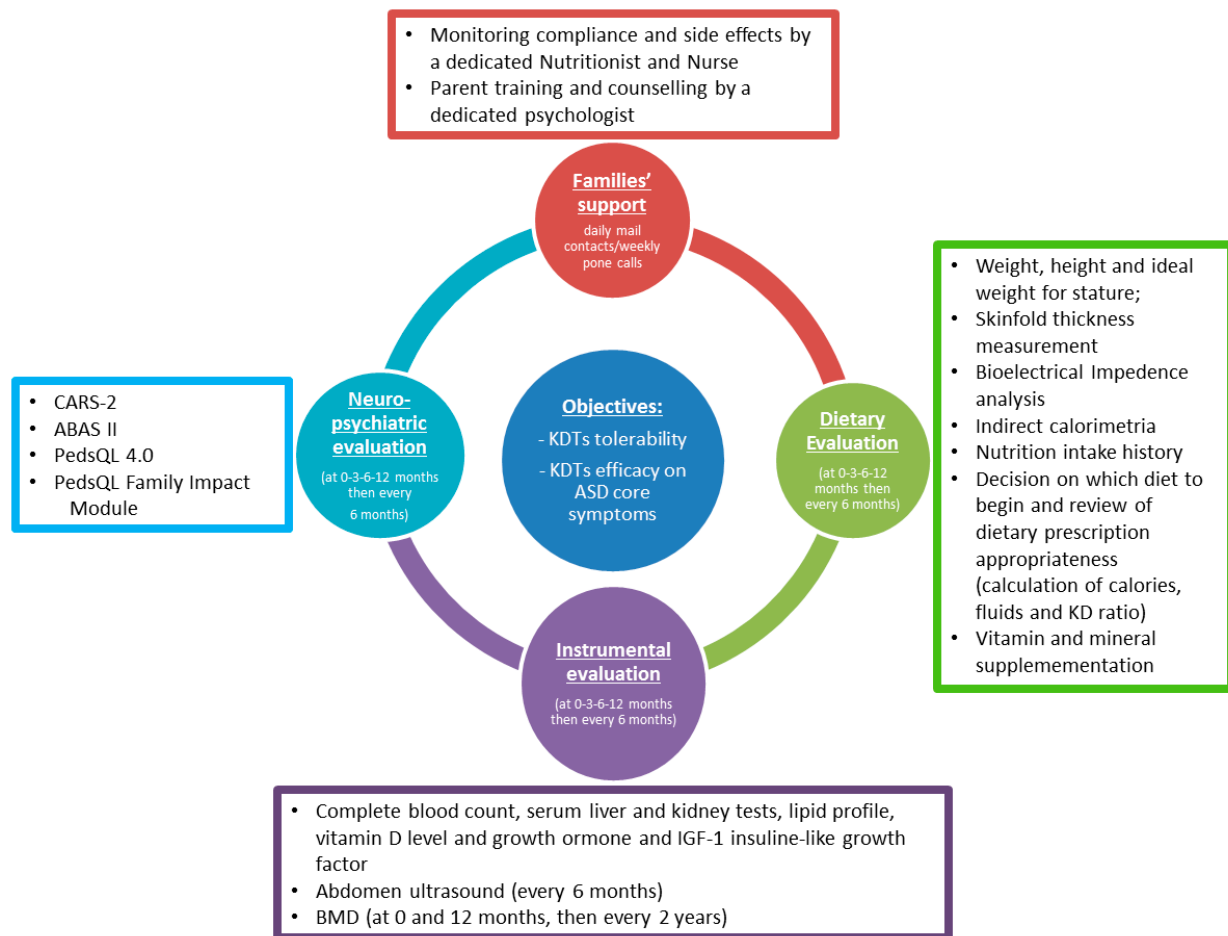 • Monitoring compliance and side effects by
a dedicated Nutritionist and Nurse
• Parent training and counselling by a
dedicated psychologist
Families'
support
daily mail
contacts/weekly
pone calls
• Weight, height and ideal
weight for stature;
• Skinfold thickness
measurement
• Bioelectrical Impedence
analysis
• Indirect calorimetria
• Nutrition intake history
• Decision on which diet to
begin and review of
dietary prescription
appropriateness
(calculation of calories,
fluids and KD ratio)
• Vitamin and mineral
supplemementation
• CARS-2
• ABAS II
• PedsQL 4.0
• PedsQL Family Impact
Module
Neuro-
psychiatric
evaluation
(at 0-3-6-12 months
then every
6 months)
Objectives:
- KDTs tolerability
- KDTs efficacy on
ASD core
symptoms
Dietary
Evaluation
(at 0-3-6-12
months then
every 6 months)
Instrumental
evaluation
(at 0-3-6-12 months
then every 6 months)
• Complete blood count, serum liver and kidney tests, lipid profile,
vitamin D level and growth ormone and IGF-1 insuline-like growth
factor
• Abdomen ultrasound (every 6 months)
• BMD (at 0 and 12 months, then every 2 years)